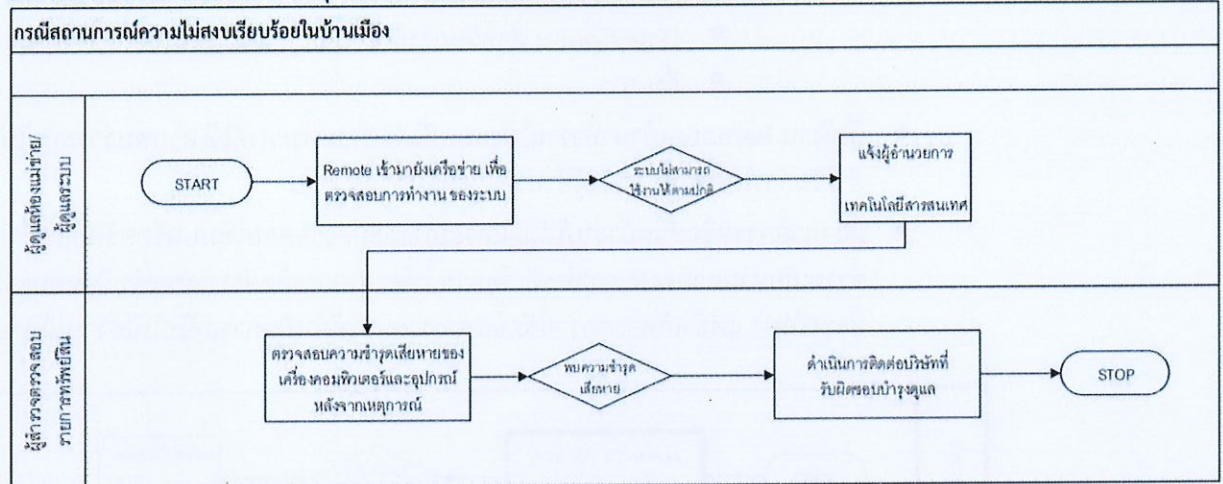 กรณีสถานการณ์ความไม่สงบเรียบร้อยในบ้านเมือง
ผู้ดูแลห้องแม่ข่าย/
ผู้ดูแลระบบ
START
Remote เข้ามายังเครือข่าย เพื่อ
ตรวจสอบการทำงาน ของระบบ
ระบบไม่สามารถ
ใช้งานได้ตามปกติ
แจ้งผู้อำนวยการ
เทคโนโลยีสารสนเทศ
ผู้สำรวจตรวจสอบ
รายการทรัพย์สิน
ตรวจสอบความชำรุดเสียหายของ
เครื่องคอมพิวเตอร์และอุปกรณ์
หลังจากเหตุการณ์
พบความชำรุด
เสียหาย
ดำเนินการติดต่อบริษัทที่
รับผิดชอบบำรุงดูแล
STOP